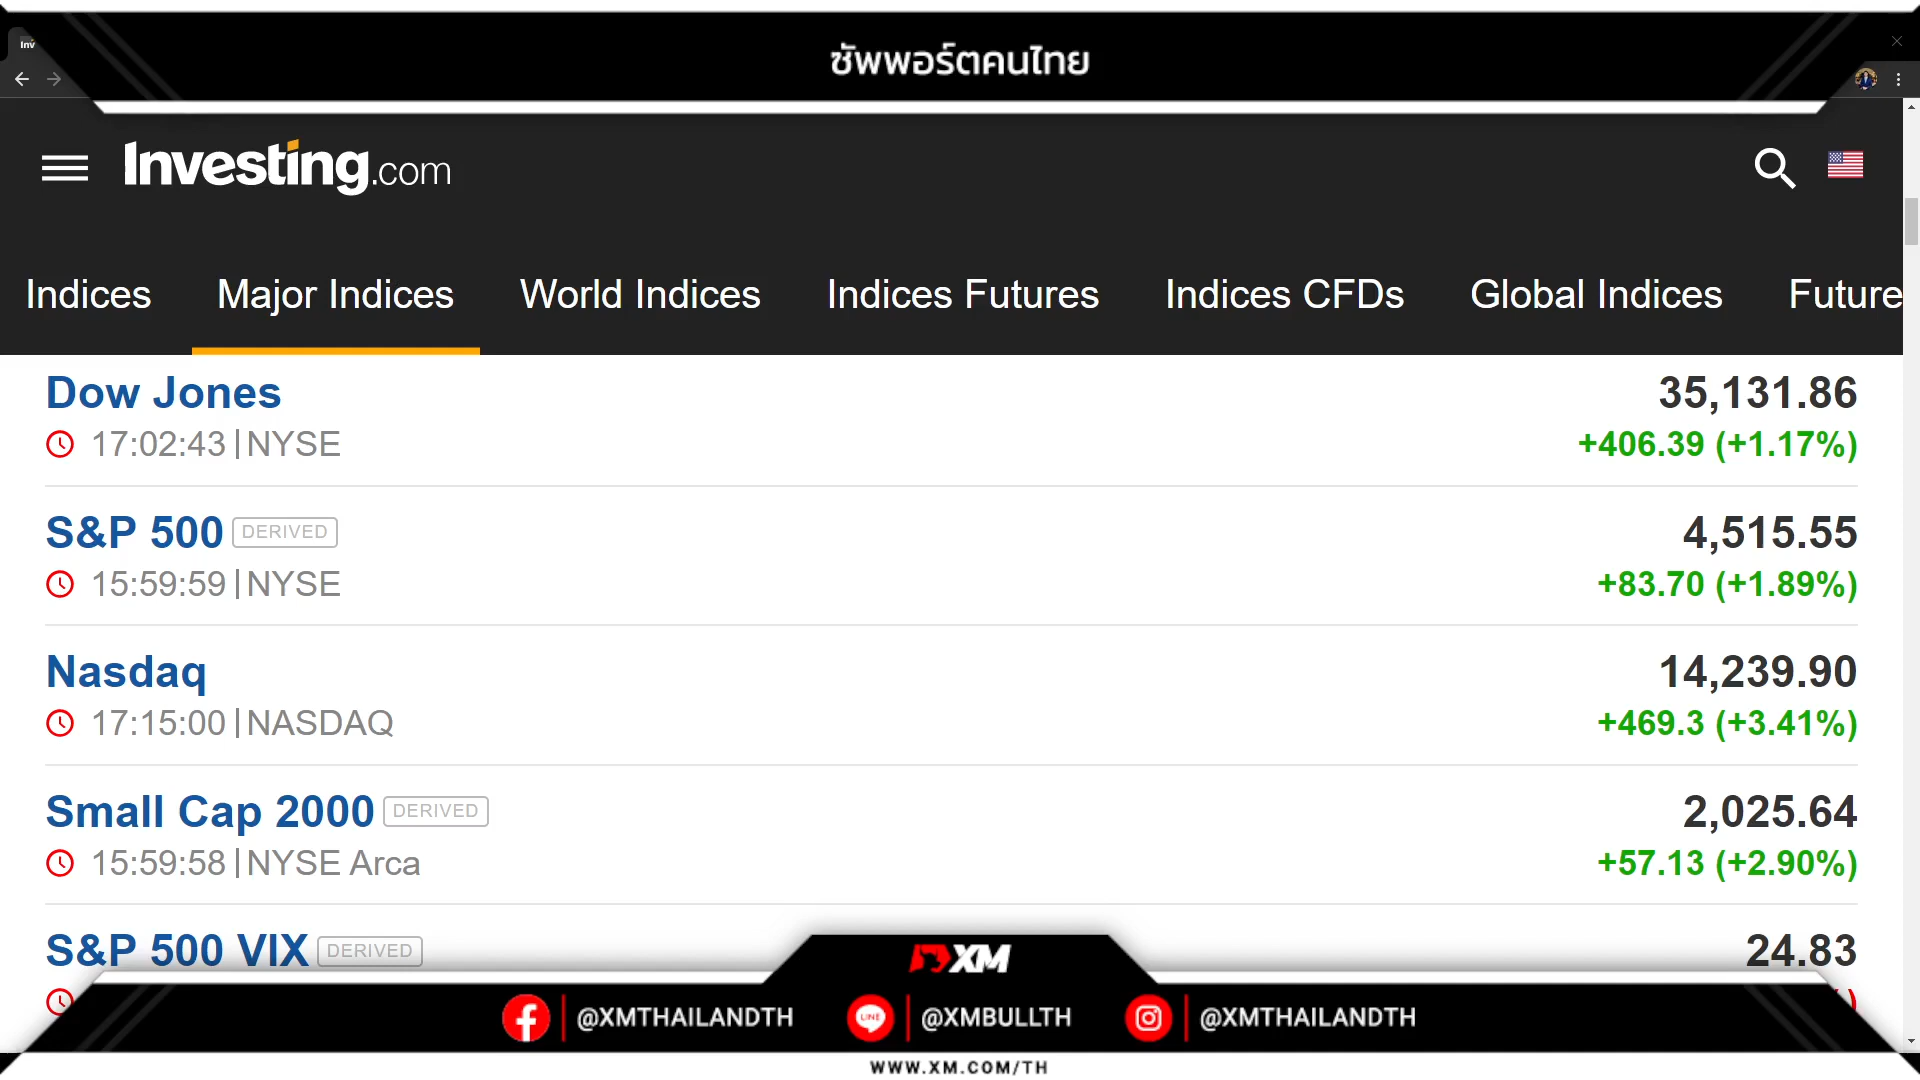 Inv
ซัพพอร์ตคนไทย
Investing.com
Indices Major Indices World Indices Indices Futures Indices CFDs Global Indices Future
Dow Jones 35,131.86
17:02:43 | NYSE +406.39 (+1.17%)
S&P 500 DERIVED 4,515.55
15:59:59 | NYSE +83.70 (+1.89%)
Nasdaq 14,239.90
17:15:00 | NASDAQ +469.3 (+3.41%)
Small Cap 2000 DERIVED 2,025.64
15:59:58 | NYSE Arca +57.13 (+2.90%)
S&P 500 VIX DERIVED 24.83
XM
@XMTHAILANDTH LINE @XMBULLTH @XMTHAILANDTH
WWW.XM.COM/TH